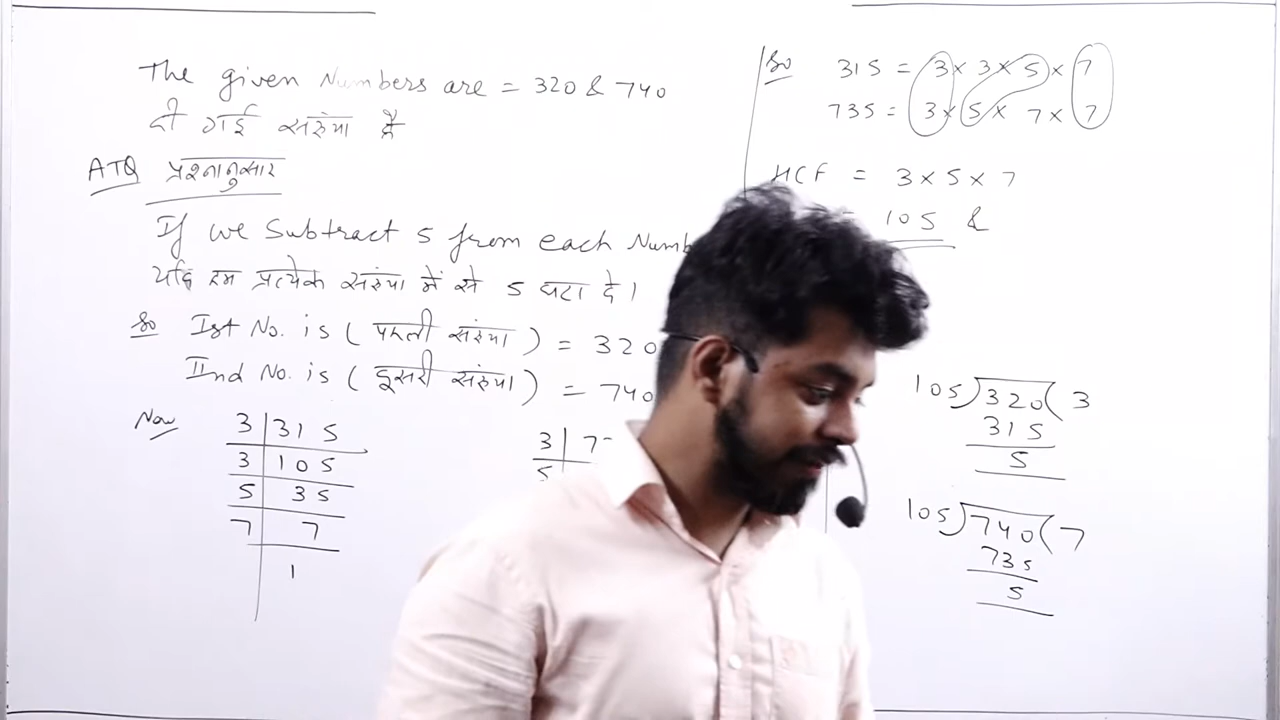 The given Numbers are = 320 & 740
दी गई संख्या है
ATQ प्रश्नानुसार
If we Subtract 5 from each Numb
यदि हम प्रत्येक संख्या में से 5 घटा दे।
So Ist No. is ( पहली संख्या ) = 320
IInd No. is ( दूसरी संख्या ) = 740
Now
3 | 315
3 | 105
5 | 35
7 | 7
1
3 | 7
5
So 315 = 3 × 3 × 5 × 7
735 = 3 × 5 × 7 × 7
HCF = 3 × 5 × 7
105 &
105 ) 320 ( 3
315
5
105 ) 740 ( 7
735
5